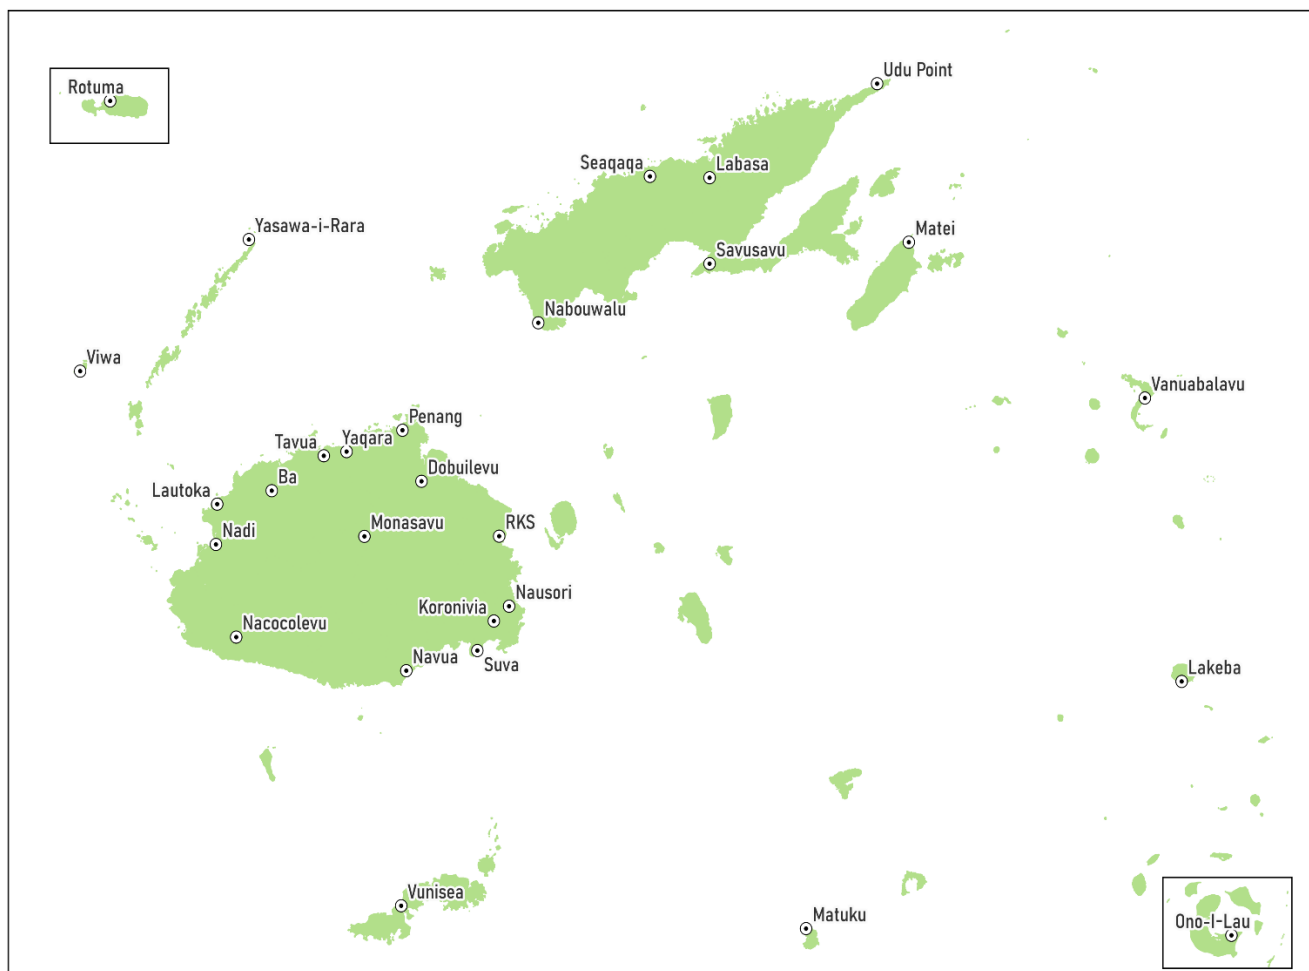 Udu Point
Rotuma
Seaqaqa
Labasa
Yasawa-i-Rara
Matei
Savusavu
Nabouwalu
Viwa
Vanuabalavu
Penang
Tavua
Yaqara
Ba
Dobuilevu
Lautoka
Nadi
Monasavu
RKS
Nausori
Koronivia
Nacocolevu
Navua
Suva
Lakeba
Vunisea
Matuku
Ono-I-Lau